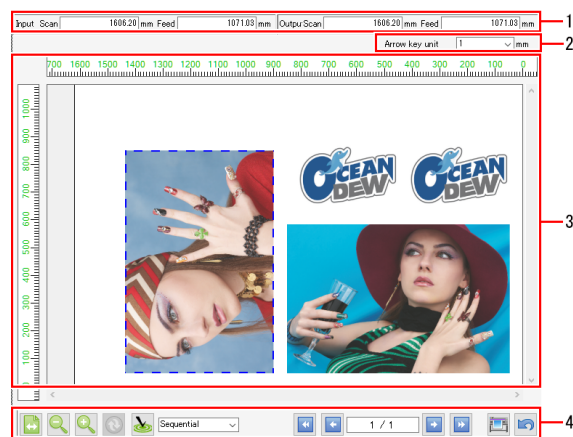 Input Scan 1606.20 mm Feed 1071.03 mm Outpu Scan 1606.20 mm Feed 1071.03 mm 1
Arrow key unit 1 mm 2
700 1600 1500 1400 1300 1200 1100 1000 900 800 700 600 500 400 300 200 100 0
1000
900
800
700
600
500
400
300
200
100
0
OCEAN
DEW
OCEAN
DEW
3
Sequential 1 / 1 4